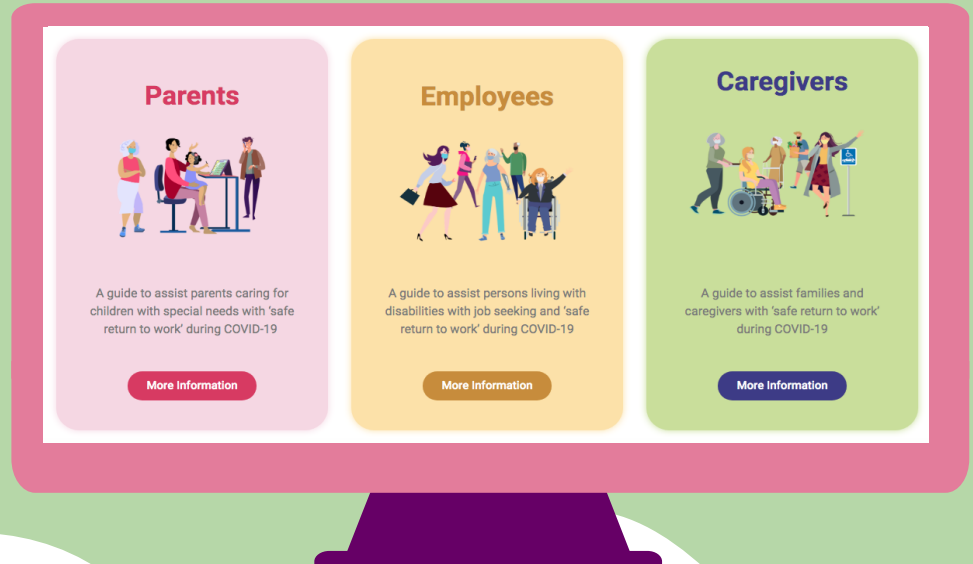 Parents
A guide to assist parents caring for
children with special needs with 'safe
return to work' during COVID-19
More Information
Employees
A guide to assist persons living with
disabilities with job seeking and 'safe
return to work' during COVID-19
More Information
Caregivers
A guide to assist families and
caregivers with 'safe return to work'
during COVID-19
More Information